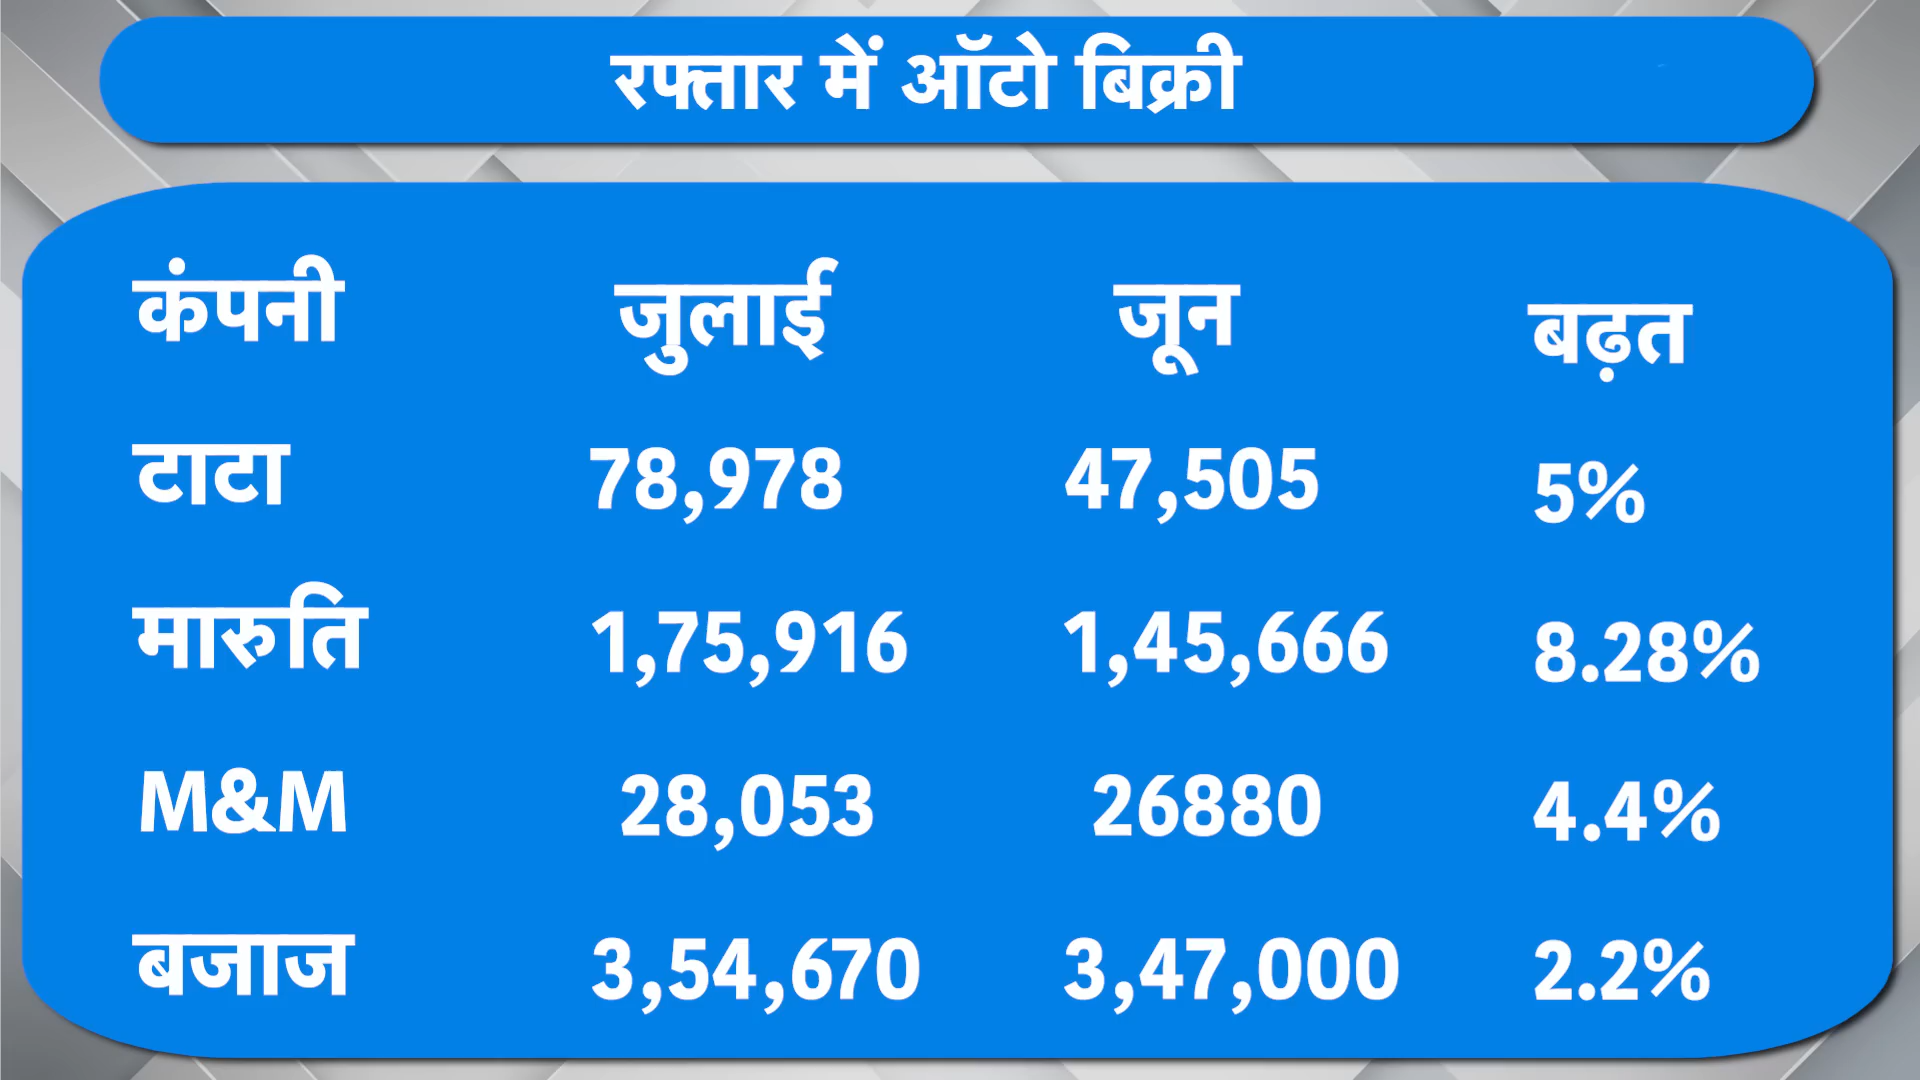 रफ्तार में ऑटो बिक्री
कंपनी जुलाई जून बढ़त
टाटा 78,978 47,505 5%
मारुति 1,75,916 1,45,666 8.28%
M&M 28,053 26880 4.4%
बजाज 3,54,670 3,47,000 2.2%